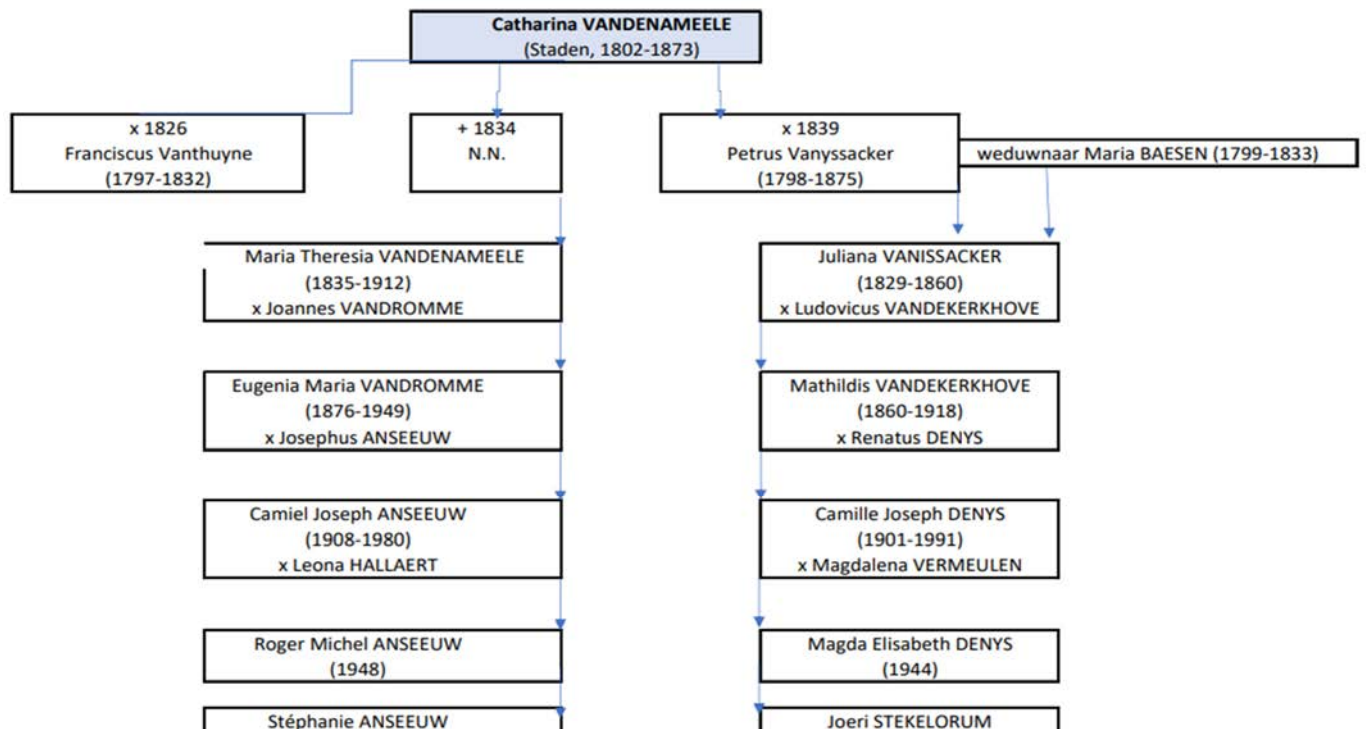 Catharina VANDENAMEELE
(Staden, 1802-1873)
x 1826
Franciscus Vanthuyne
(1797-1832)
+ 1834
N.N.
x 1839
Petrus Vanyssacker
(1798-1875)
weduwnaar Maria BAESEN (1799-1833)
Maria Theresia VANDENAMEELE
(1835-1912)
x Joannes VANDROMME
Juliana VANISSACKER
(1829-1860)
x Ludovicus VANDEKERKHOVE
Eugenia Maria VANDROMME
(1876-1949)
x Josephus ANSEEUW
Mathildis VANDEKERKHOVE
(1860-1918)
x Renatus DENYS
Camiel Joseph ANSEEUW
(1908-1980)
x Leona HALLAERT
Camille Joseph DENYS
(1901-1991)
x Magdalena VERMEULEN
Roger Michel ANSEEUW
(1948)
Magda Elisabeth DENYS
(1944)
Stéphanie ANSEEUW
Joeri STEKELORUM